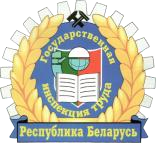 Государственная
инспекция труда
Республика Беларусь